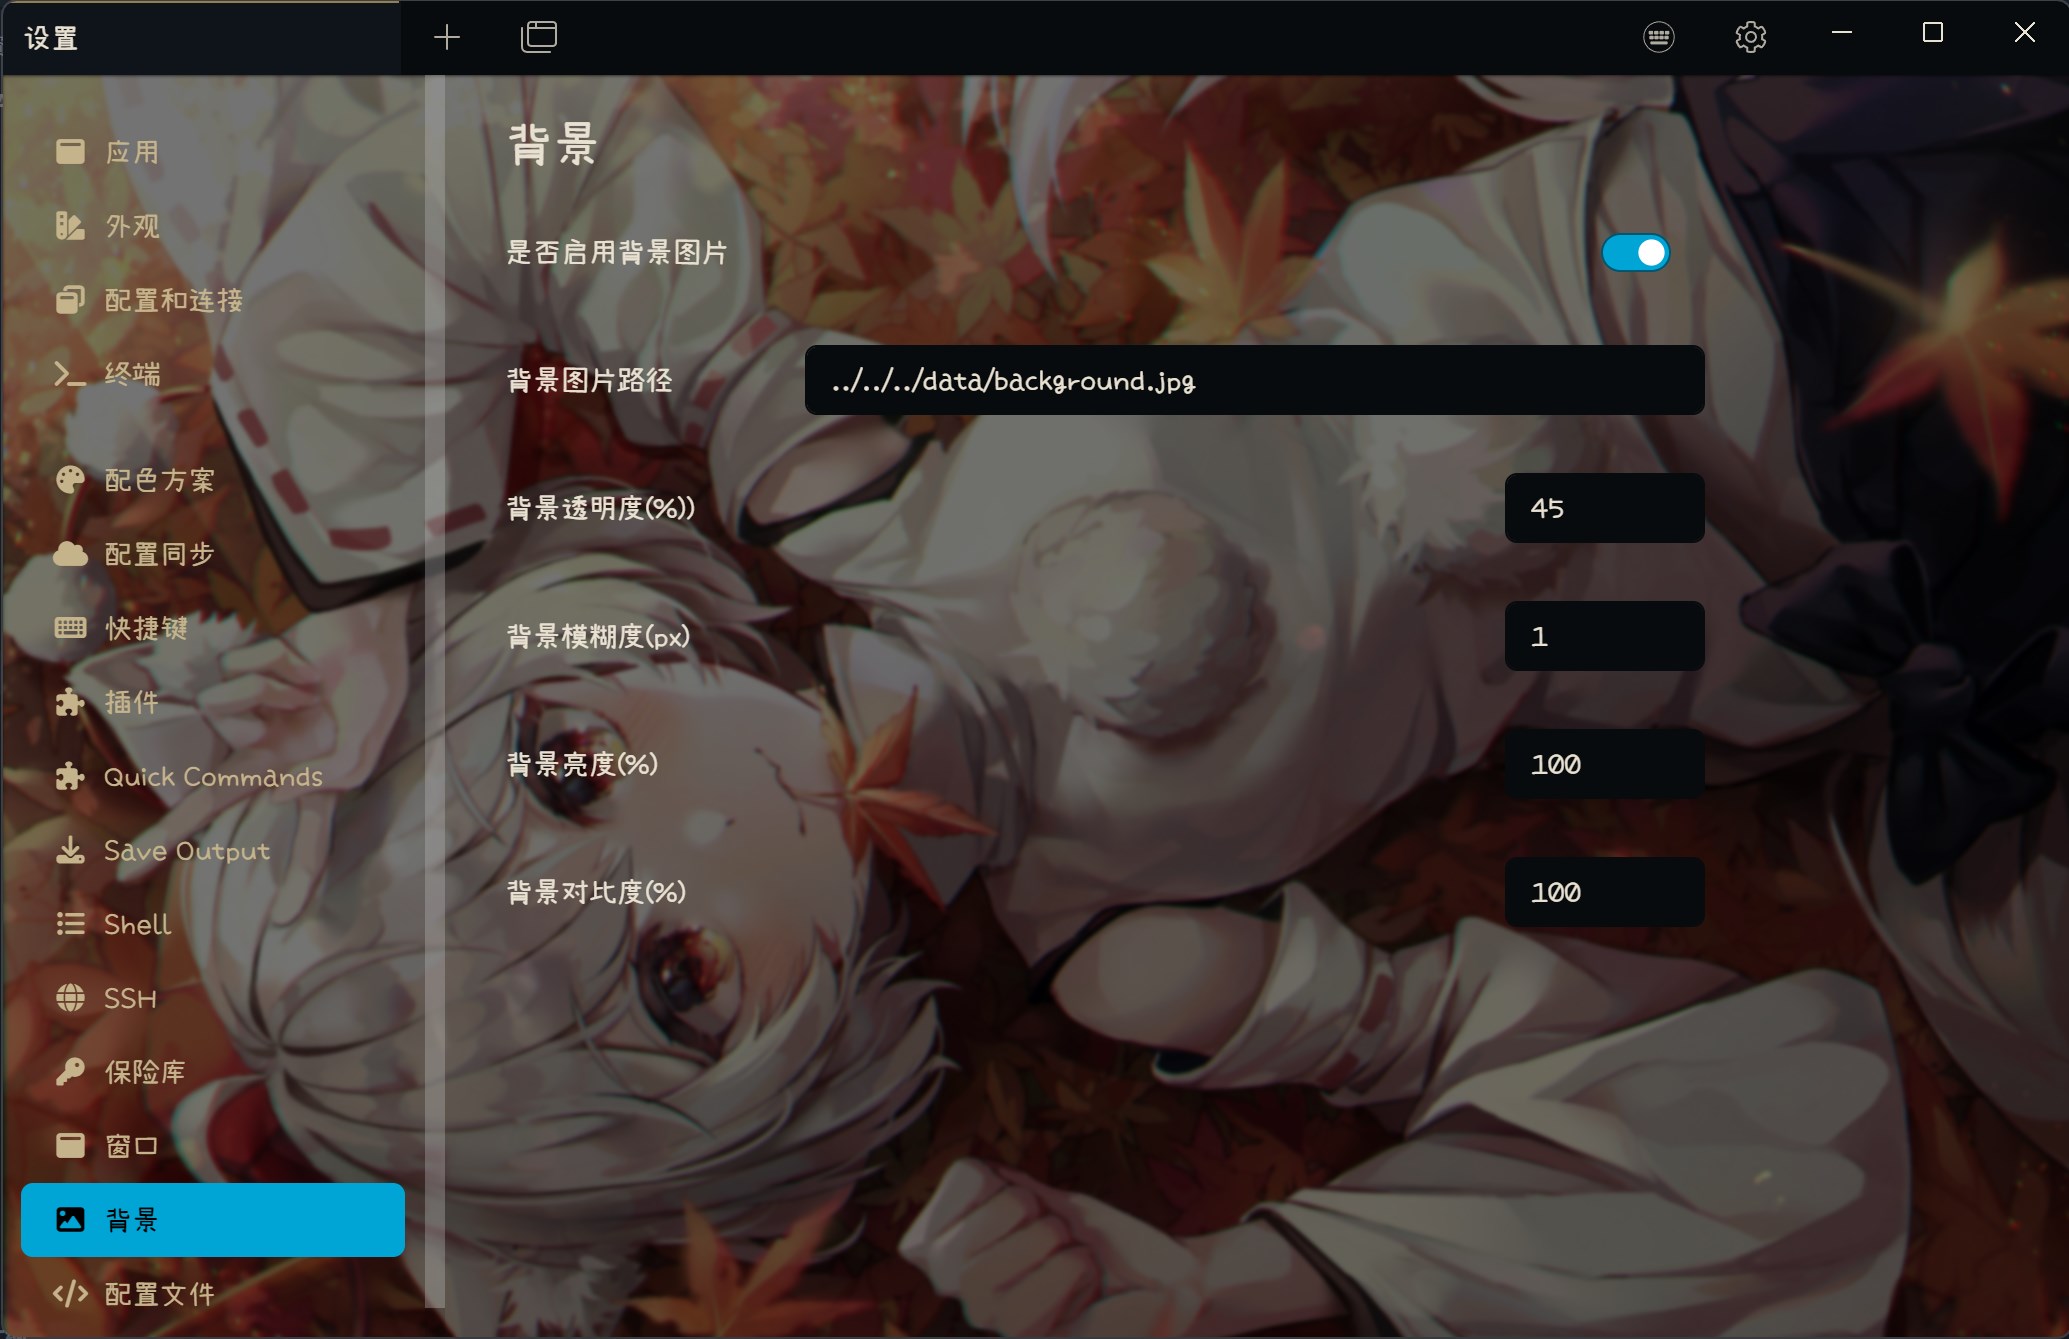 设置
应用
外观
配置和连接
终端
配色方案
配置同步
快捷键
插件
Quick Commands
Save Output
Shell
SSH
保险库
窗口
背景
配置文件
背景
是否启用背景图片
背景图片路径
../../../data/background.jpg
背景透明度(%))
45
背景模糊度(px)
1
背景亮度(%)
100
背景对比度(%)
100